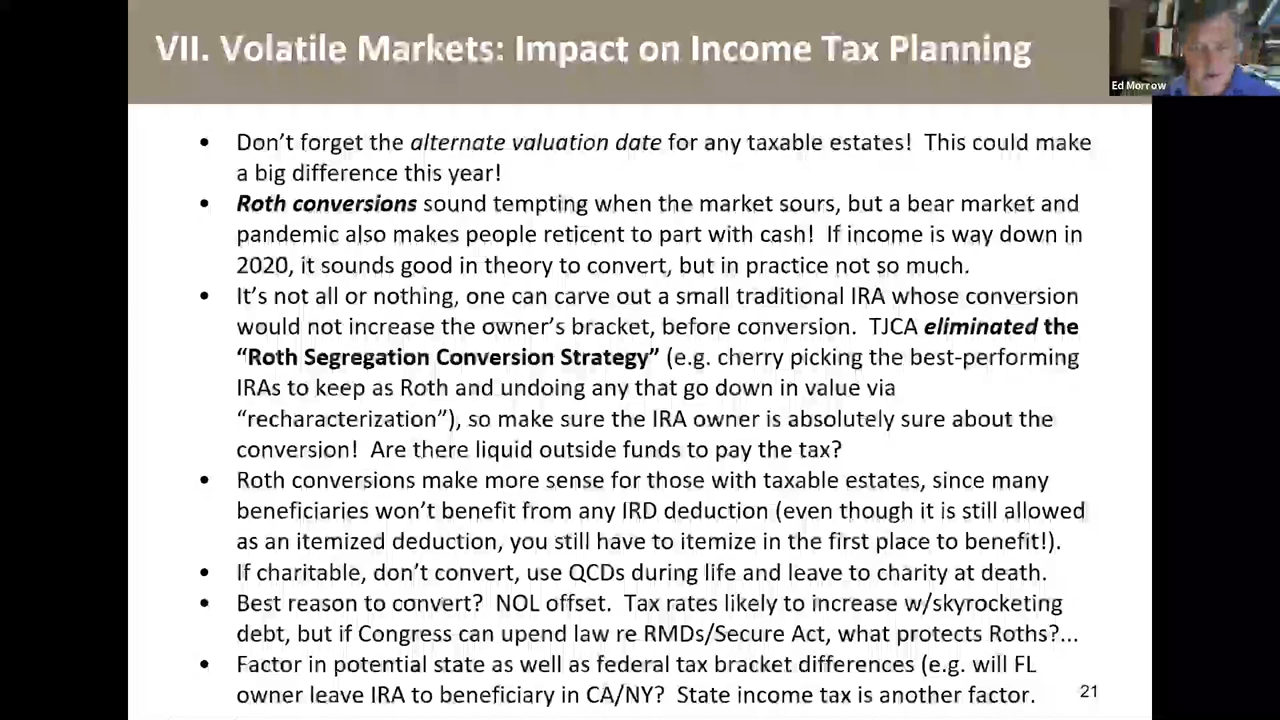 VII. Volatile Markets: Impact on Income Tax Planning
Ed Morrow
• Don't forget the alternate valuation date for any taxable estates!  This could make
a big difference this year!
• Roth conversions sound tempting when the market sours, but a bear market and
pandemic also makes people reticent to part with cash!  If income is way down in
2020, it sounds good in theory to convert, but in practice not so much.
• It's not all or nothing, one can carve out a small traditional IRA whose conversion
would not increase the owner's bracket, before conversion.  TJCA eliminated the
“Roth Segregation Conversion Strategy” (e.g. cherry picking the best-performing
IRAs to keep as Roth and undoing any that go down in value via
“recharacterization”), so make sure the IRA owner is absolutely sure about the
conversion!  Are there liquid outside funds to pay the tax?
• Roth conversions make more sense for those with taxable estates, since many
beneficiaries won't benefit from any IRD deduction (even though it is still allowed
as an itemized deduction, you still have to itemize in the first place to benefit!).
• If charitable, don't convert, use QCDs during life and leave to charity at death.
• Best reason to convert?  NOL offset.  Tax rates likely to increase w/skyrocketing
debt, but if Congress can upend law re RMDs/Secure Act, what protects Roths?...
• Factor in potential state as well as federal tax bracket differences (e.g. will FL
owner leave IRA to beneficiary in CA/NY?  State income tax is another factor.
21